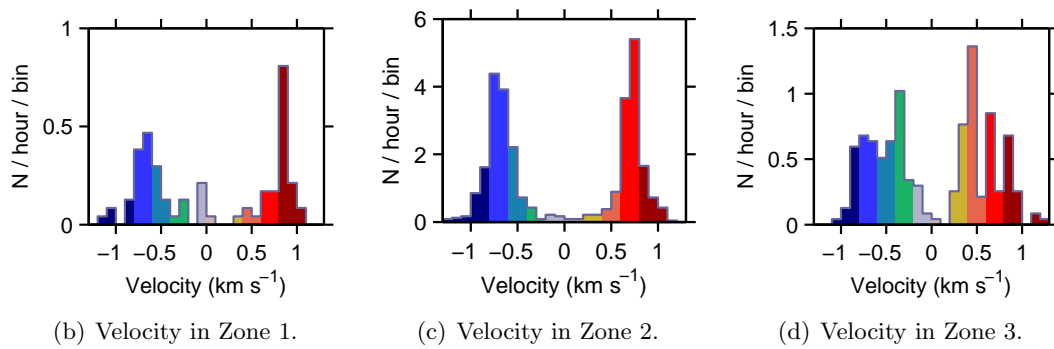 1
0.5
0
N / hour / bin
−1 −0.5 0 0.5 1
Velocity (km s−1)
(b) Velocity in Zone 1.
6
4
2
0
N / hour / bin
−1 −0.5 0 0.5 1
Velocity (km s−1)
(c) Velocity in Zone 2.
1.5
1
0.5
0
N / hour / bin
−1 −0.5 0 0.5 1
Velocity (km s−1)
(d) Velocity in Zone 3.